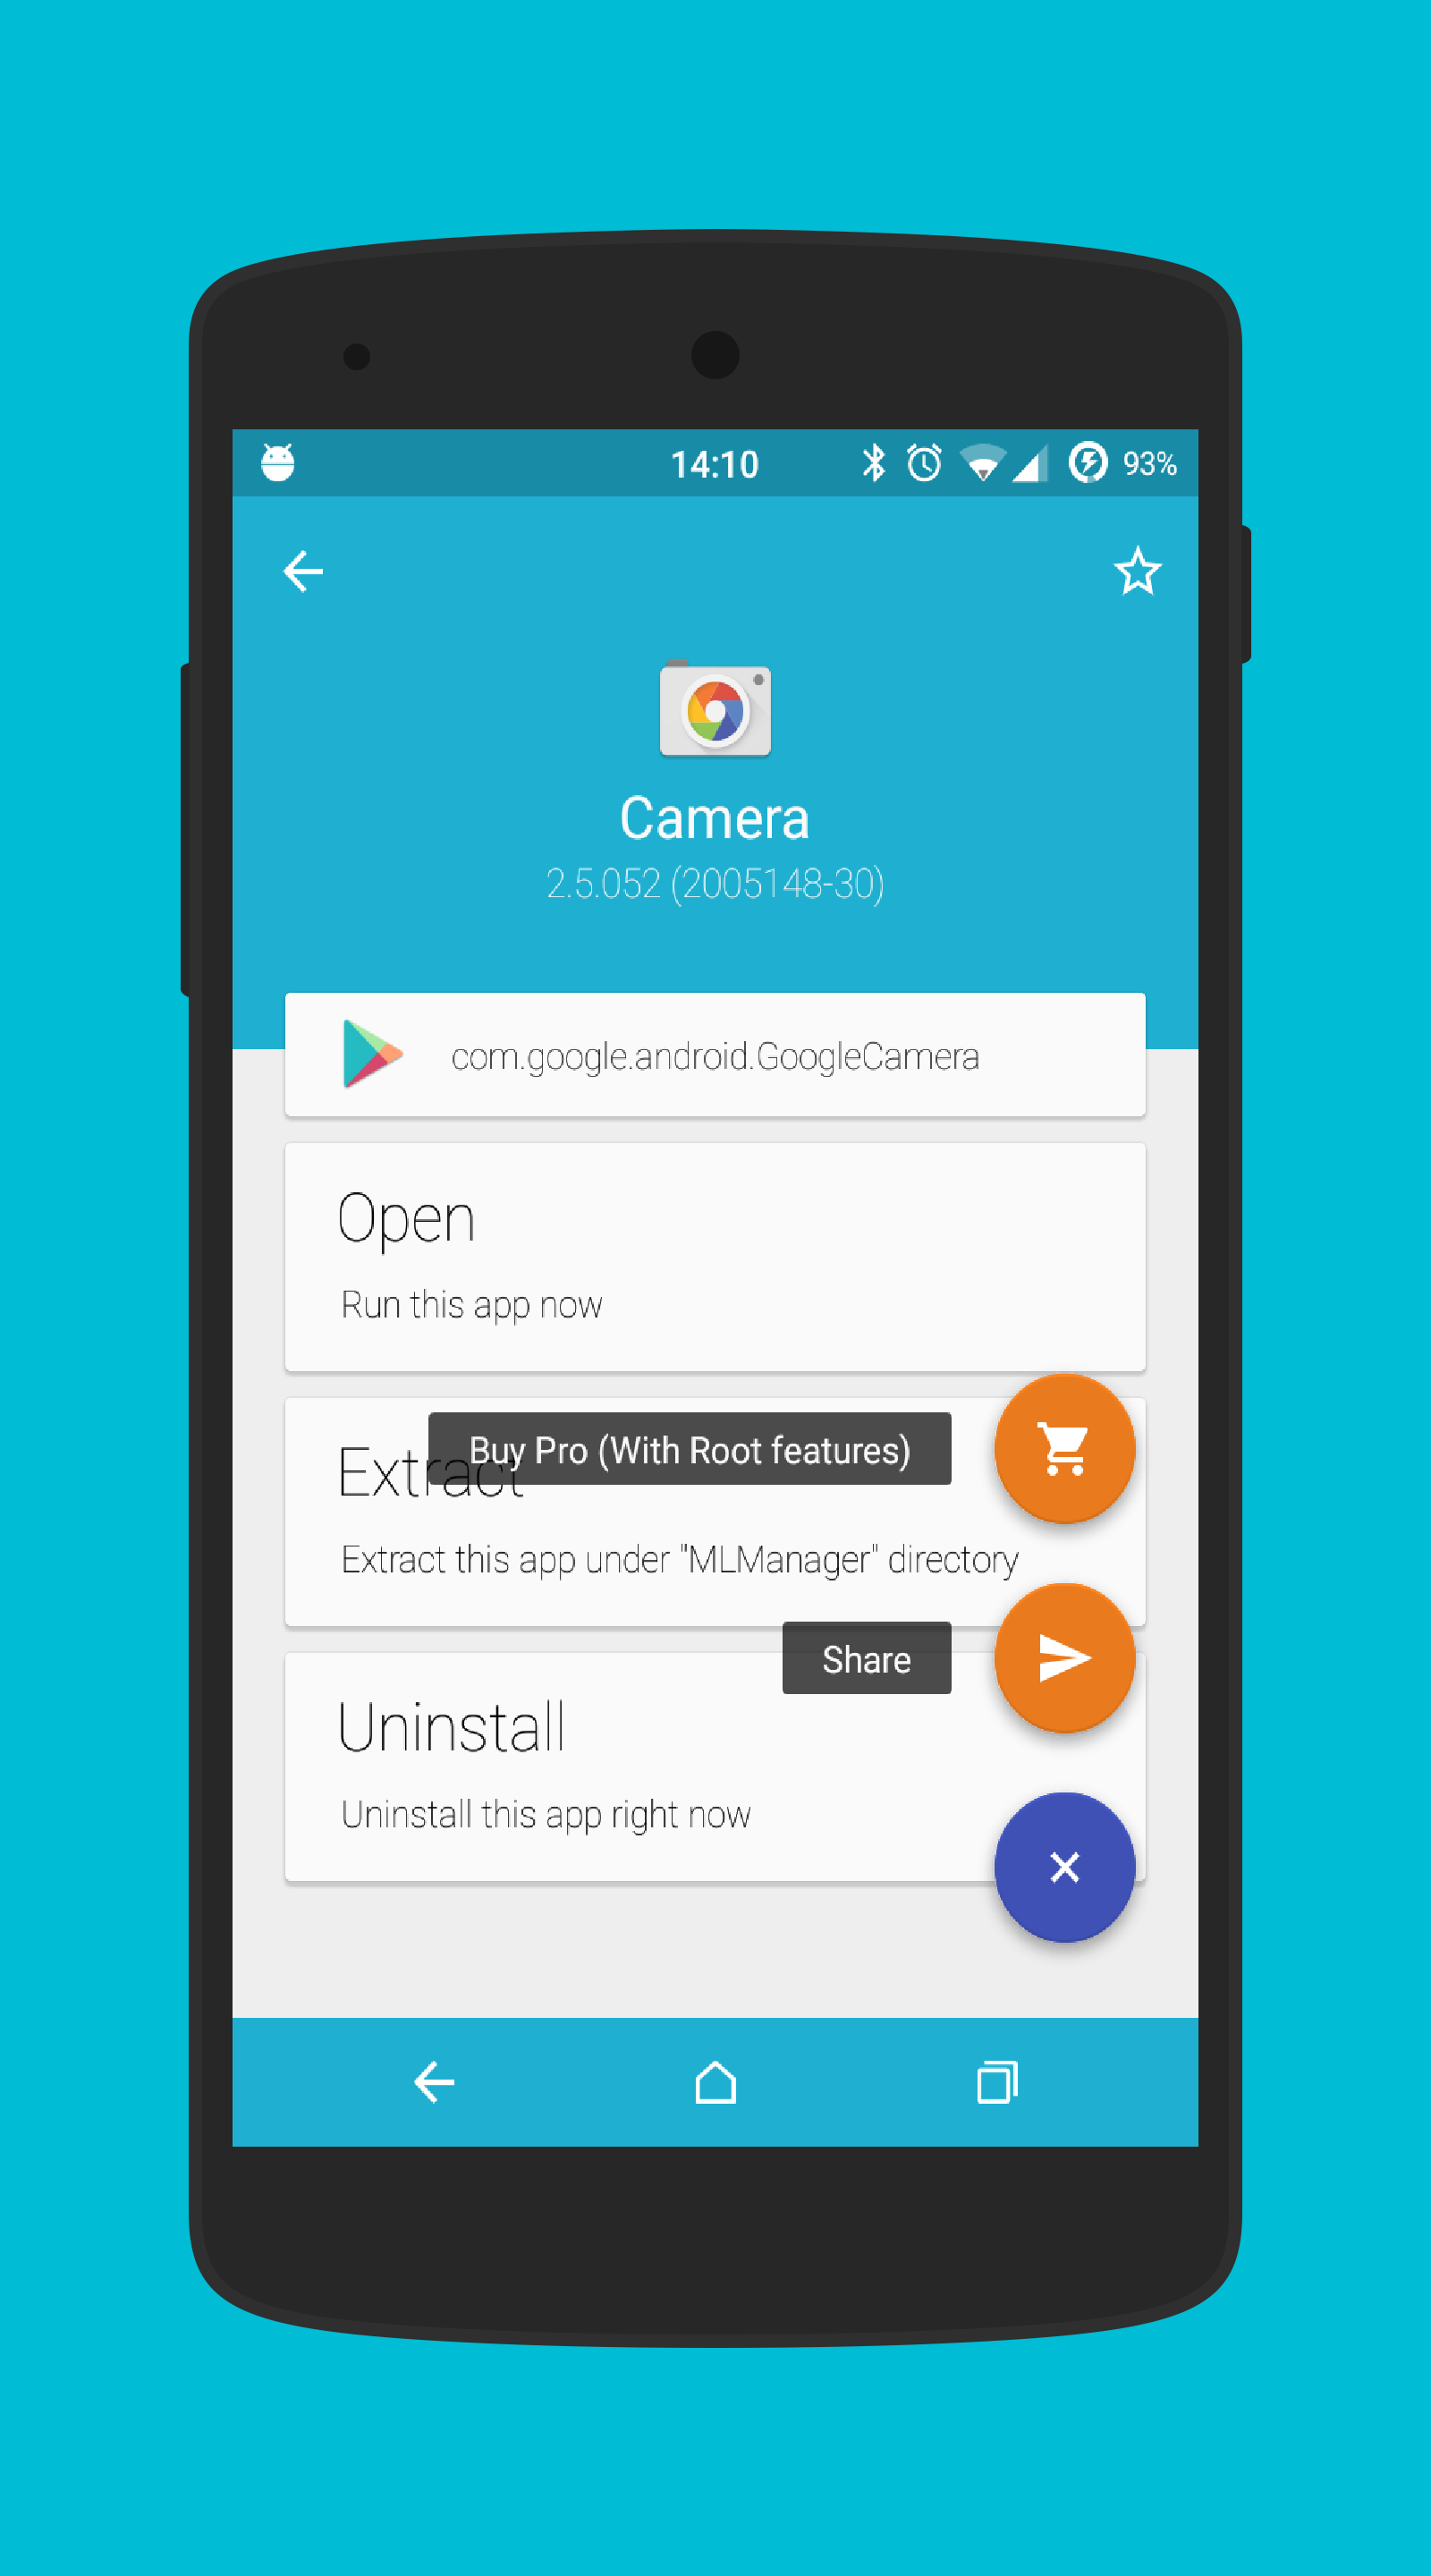 14:10 93%
Camera
2.5.052 (2005148-30)
com.google.android.GoogleCamera
Open
Run this app now
Buy Pro (With Root features)
Extract
Extract this app under "MLManager" directory
Share
Uninstall
Uninstall this app right now